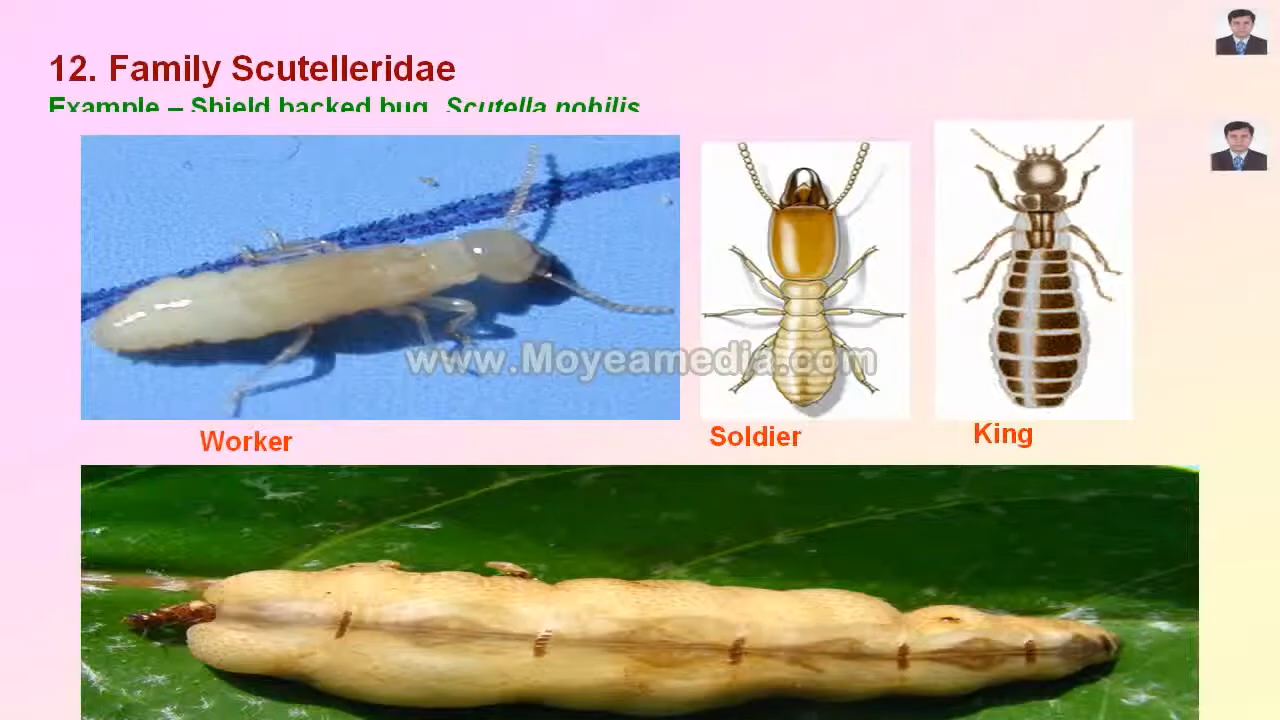 12. Family Scutelleridae
Example – Shield backed bug, Scutella nobilis
www.Moyeamedia.com
Worker
Soldier
King